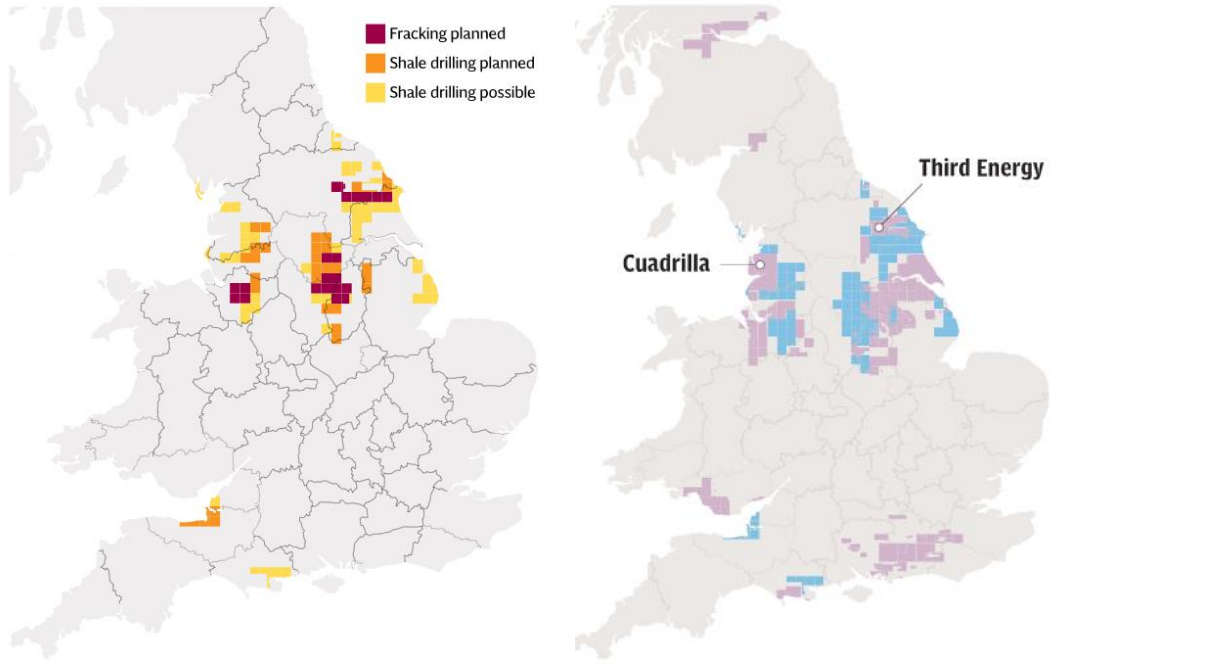 Fracking planned
Shale drilling planned
Shale drilling possible
Third Energy
Cuadrilla